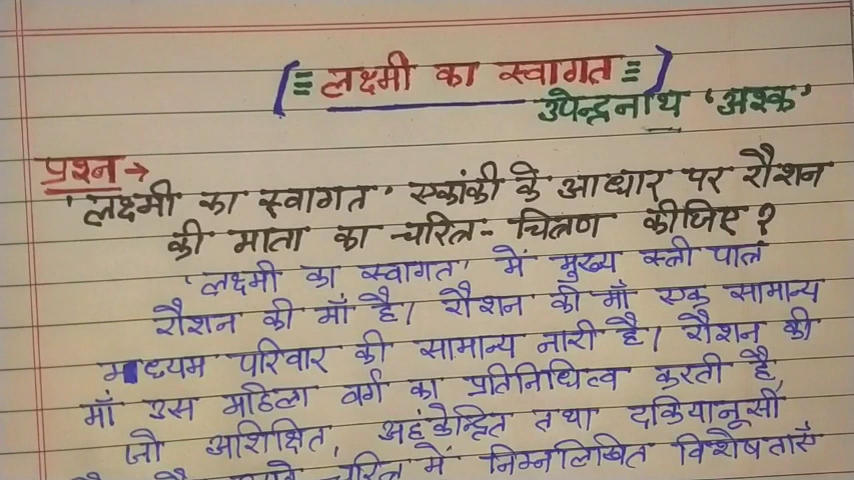 लक्ष्मी का स्वागत
उपेन्द्रनाथ 'अश्क'
प्रश्न →
'लक्ष्मी का स्वागत' एकांकी के आधार पर रौशन
की माता का चरित्र-चित्रण कीजिए?
'लक्ष्मी का स्वागत' में मुख्य स्त्री पात्र
रौशन की माँ है। रौशन की माँ एक सामान्य
माध्यम परिवार की सामान्य नारी है। रौशन की
माँ उस महिला वर्ग का प्रतिनिधित्व करती है,
जो अशिक्षित, अहंकेन्द्रित तथा दकियानूसी
चरित्र में निम्नलिखित विशेषताएँ